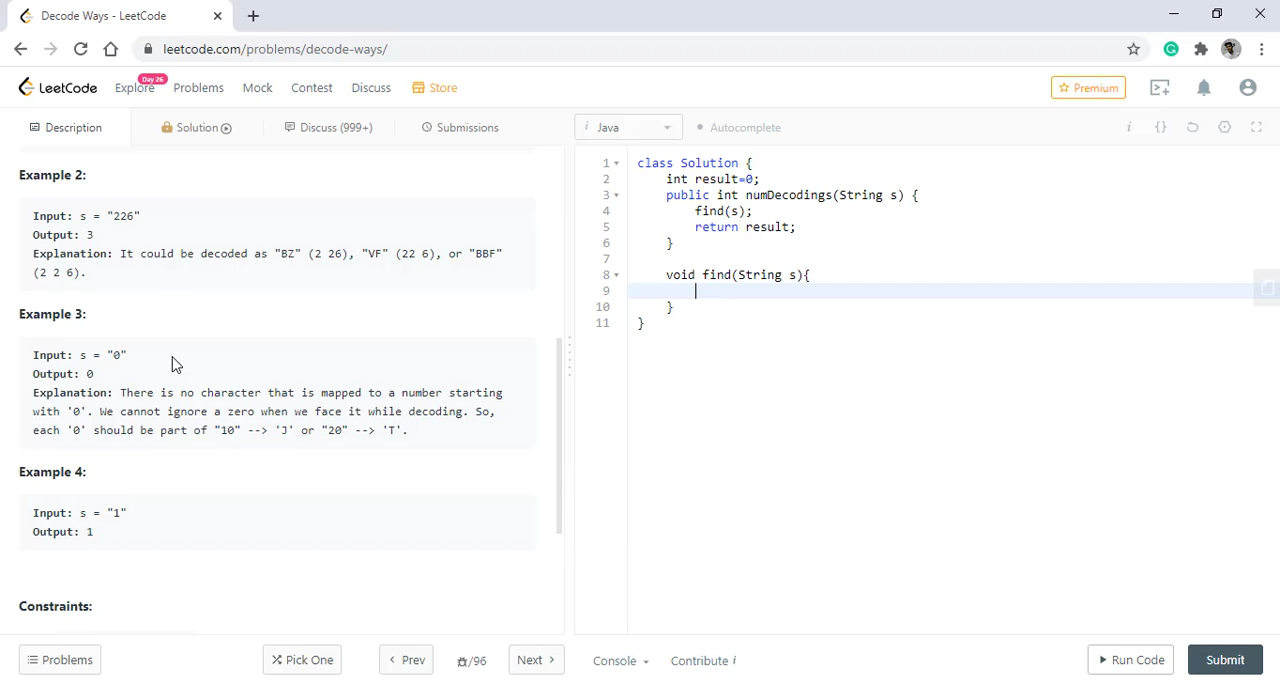 Decode Ways - LeetCode
leetcode.com/problems/decode-ways/
LeetCode Explore Day 26 Problems Mock Contest Discuss Store Premium
Description Solution Discuss (999+) Submissions
i Java Autocomplete i {}
Example 2:
Input: s = "226"
Output: 3
Explanation: It could be decoded as "BZ" (2 26), "VF" (22 6), or "BBF"
(2 2 6).
Example 3:
Input: s = "0"
Output: 0
Explanation: There is no character that is mapped to a number starting
with '0'. We cannot ignore a zero when we face it while decoding. So,
each '0' should be part of "10" --> 'J' or "20" --> 'T'.
Example 4:
Input: s = "1"
Output: 1
Constraints:
1 class Solution {
2 int result=0;
3 public int numDecodings(String s) {
4 find(s);
5 return result;
6 }
7
8 void find(String s){
9
10 }
11 }
Problems Pick One < Prev /96 Next > Console Contribute i Run Code Submit